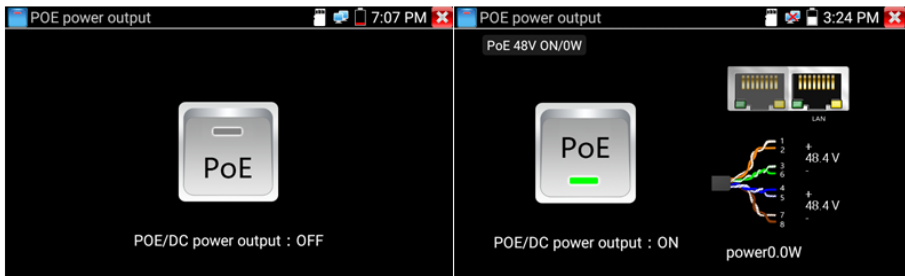 POE power output
7:07 PM
PoE
POE/DC power output : OFF
POE power output
3:24 PM
PoE 48V ON/0W
PoE
POE/DC power output : ON
LAN
1
2
+
48.4 V
3
6
-
4
5
+
48.4 V
7
8
-
power0.0W